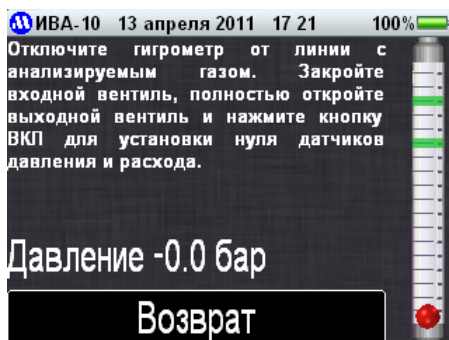 ИВА-10 13 апреля 2011 17 21 100%
Отключите гигрометр от линии с
анализируемым газом. Закройте
входной вентиль, полностью откройте
выходной вентиль и нажмите кнопку
ВКЛ для установки нуля датчиков
давления и расхода.
Давление -0.0 бар
Возврат